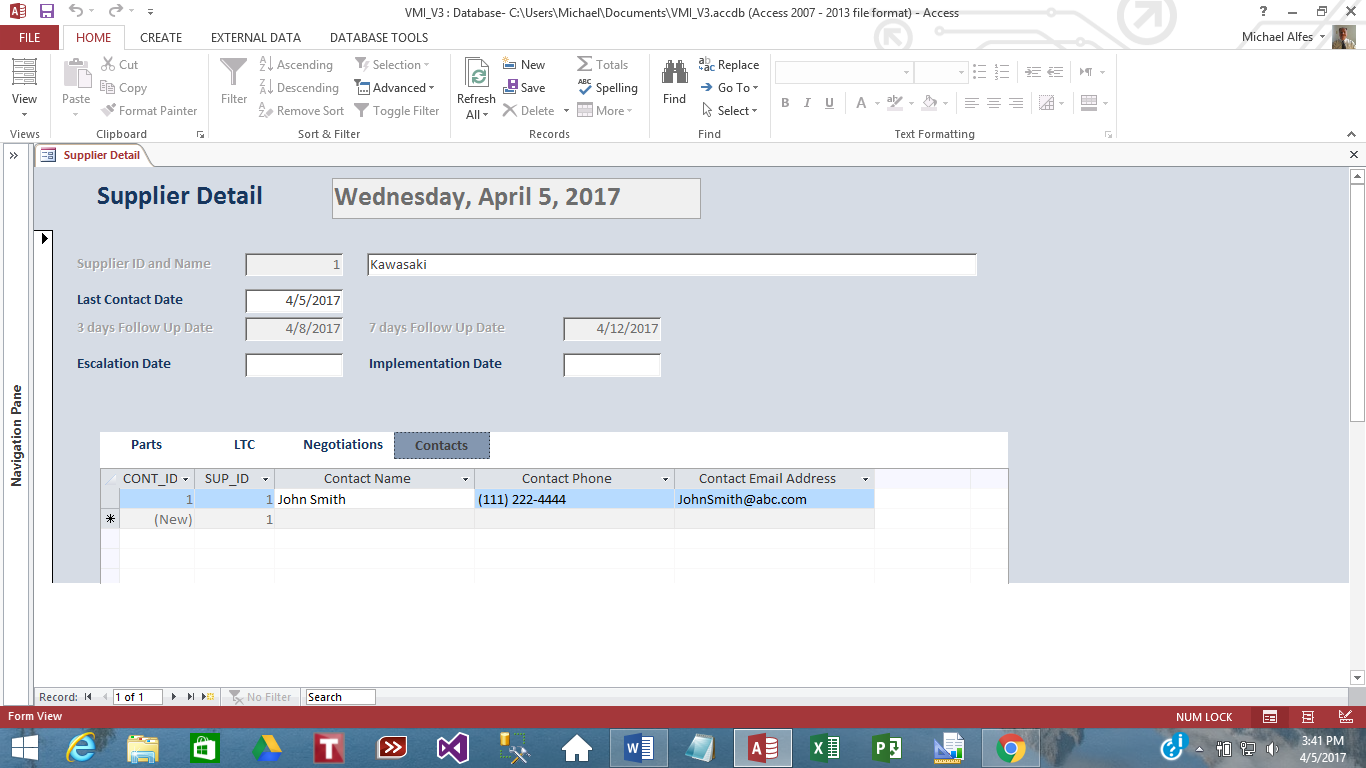 VMI_V3 : Database- C:\Users\Michael\Documents\VMI_V3.accdb (Access 2007 - 2013 file format) - Access
FILE HOME CREATE EXTERNAL DATA DATABASE TOOLS Michael Alfes
View
Views
Paste
Cut
Copy
Format Painter
Clipboard
Filter
Ascending
Descending
Remove Sort
Selection
Advanced
Toggle Filter
Sort & Filter
Refresh
All
New
Save
Delete
Totals
Spelling
More
Records
Find
Replace
Go To
Select
Find
B I U A
Text Formatting
Supplier Detail
Navigation Pane
Supplier Detail Wednesday, April 5, 2017
Supplier ID and Name 1 Kawasaki
Last Contact Date 4/5/2017
3 days Follow Up Date 4/8/2017 7 days Follow Up Date 4/12/2017
Escalation Date Implementation Date
Parts LTC Negotiations Contacts
CONT_ID SUP_ID Contact Name Contact Phone Contact Email Address
1 1 John Smith (111) 222-4444 JohnSmith@abc.com
(New) 1
Record: 1 of 1 No Filter Search
Form View NUM LOCK
3:41 PM
4/5/2017